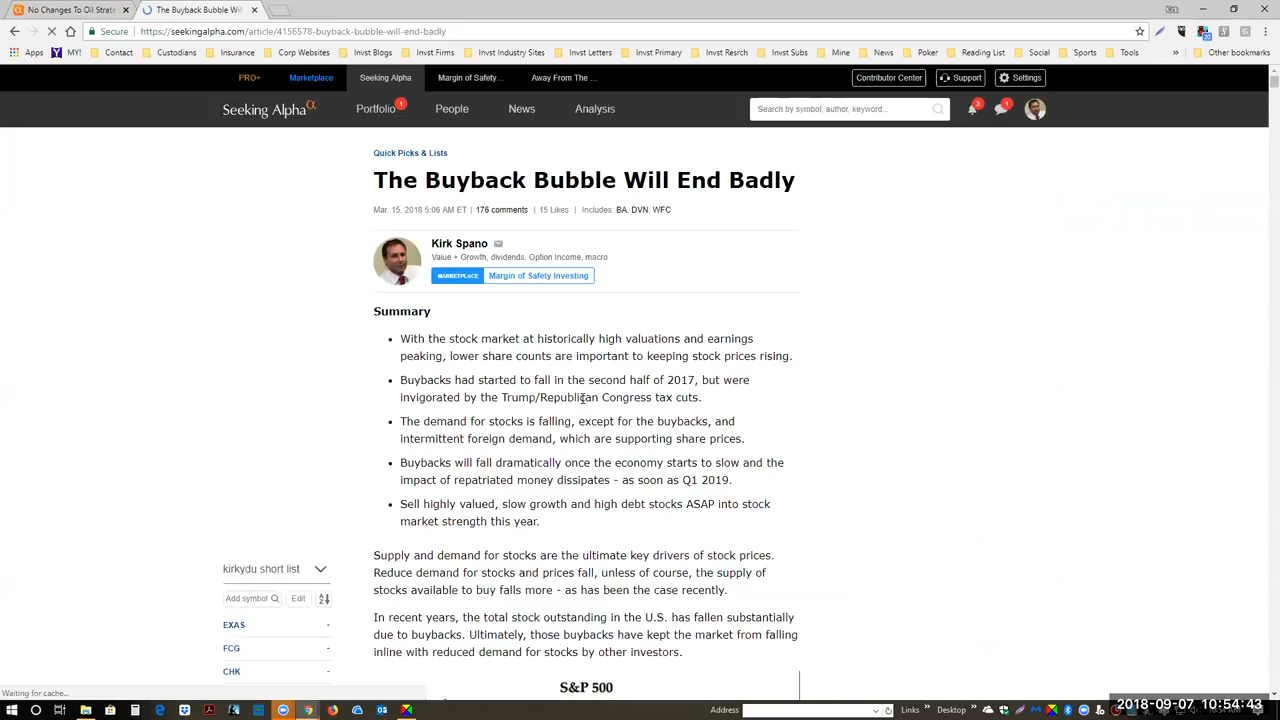 No Changes To Oil Strate
The Buyback Bubble Wil
Secure
https://seekingalpha.com/article/4156578-buyback-bubble-will-end-badly
Apps MY! Contact Custodians Insurance Corp Websites Invst Blogs Invst Firms Invst Industry Sites Invst Letters Invst Primary Invst Resrch Invst Subs Mine News Poker Reading List Social Sports Tools » Other bookmarks
PRO+ Marketplace Seeking Alpha Margin of Safety... Away From The ... Contributor Center Support Settings
Seeking Alpha α Portfolio 1 People News Analysis Search by symbol, author, keyword... 3 1
Quick Picks & Lists
The Buyback Bubble Will End Badly
Mar. 15, 2018 5:06 AM ET | 176 comments | 15 Likes | Includes: BA, DVN, WFC
Kirk Spano
Value + Growth, dividends, Option Income, macro
MARKETPLACE Margin of Safety Investing
Summary
• With the stock market at historically high valuations and earnings
peaking, lower share counts are important to keeping stock prices rising.
• Buybacks had started to fall in the second half of 2017, but were
invigorated by the Trump/Republican Congress tax cuts.
• The demand for stocks is falling, except for the buybacks, and
intermittent foreign demand, which are supporting share prices.
• Buybacks will fall dramatically once the economy starts to slow and the
impact of repatriated money dissipates - as soon as Q1 2019.
• Sell highly valued, slow growth and high debt stocks ASAP into stock
market strength this year.
Supply and demand for stocks are the ultimate key drivers of stock prices.
Reduce demand for stocks and prices fall, unless of course, the supply of
stocks available to buy falls more - as has been the case recently.
In recent years, the total stock outstanding in the U.S. has fallen substantially
due to buybacks. Ultimately, those buybacks have kept the market from falling
inline with reduced demand for stocks by other investors.
S&P 500
kirkydu short list
Add symbol Edit
EXAS -
FCG -
CHK -
Waiting for cache...
Address Links » Desktop »
2018-09-07 10:54:43